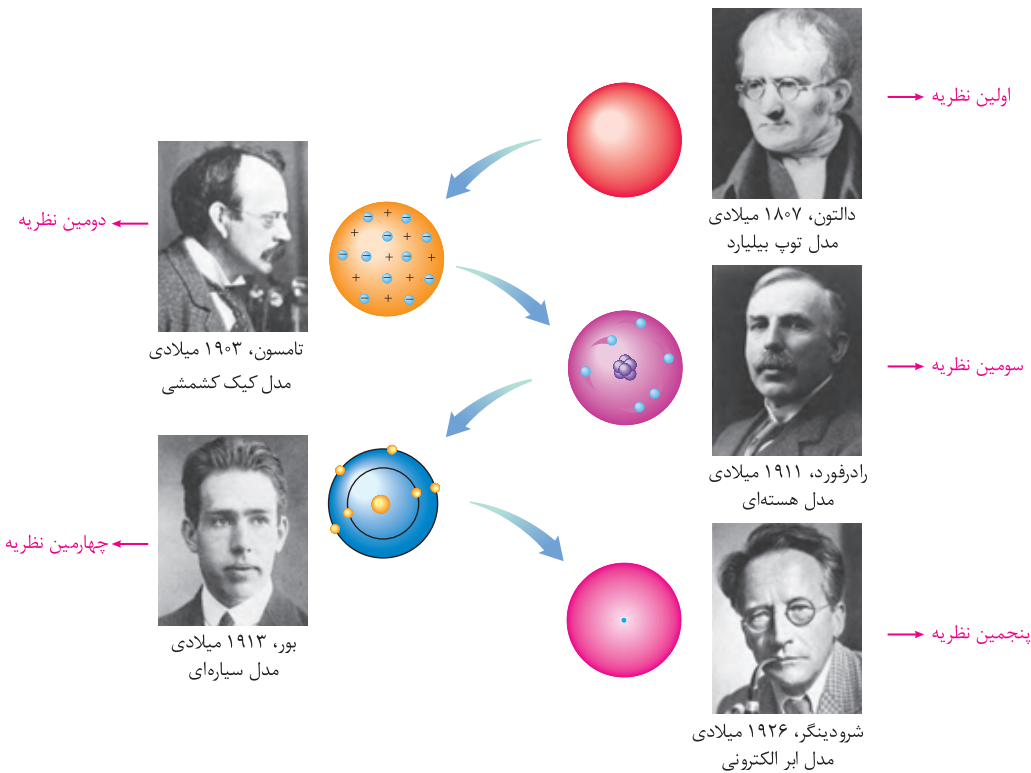 اولین نظریه
دالتون، ۱۸۰۷ میلادی
مدل توپ بیلیارد
دومین نظریه
تامسون، ۱۹۰۳ میلادی
مدل کیک کشمشی
سومین نظریه
رادرفورد، ۱۹۱۱ میلادی
مدل هسته‌ای
چهارمین نظریه
بور، ۱۹۱۳ میلادی
مدل سیاره‌ای
پنجمین نظریه
شرودینگر، ۱۹۲۶ میلادی
مدل ابر الکترونی